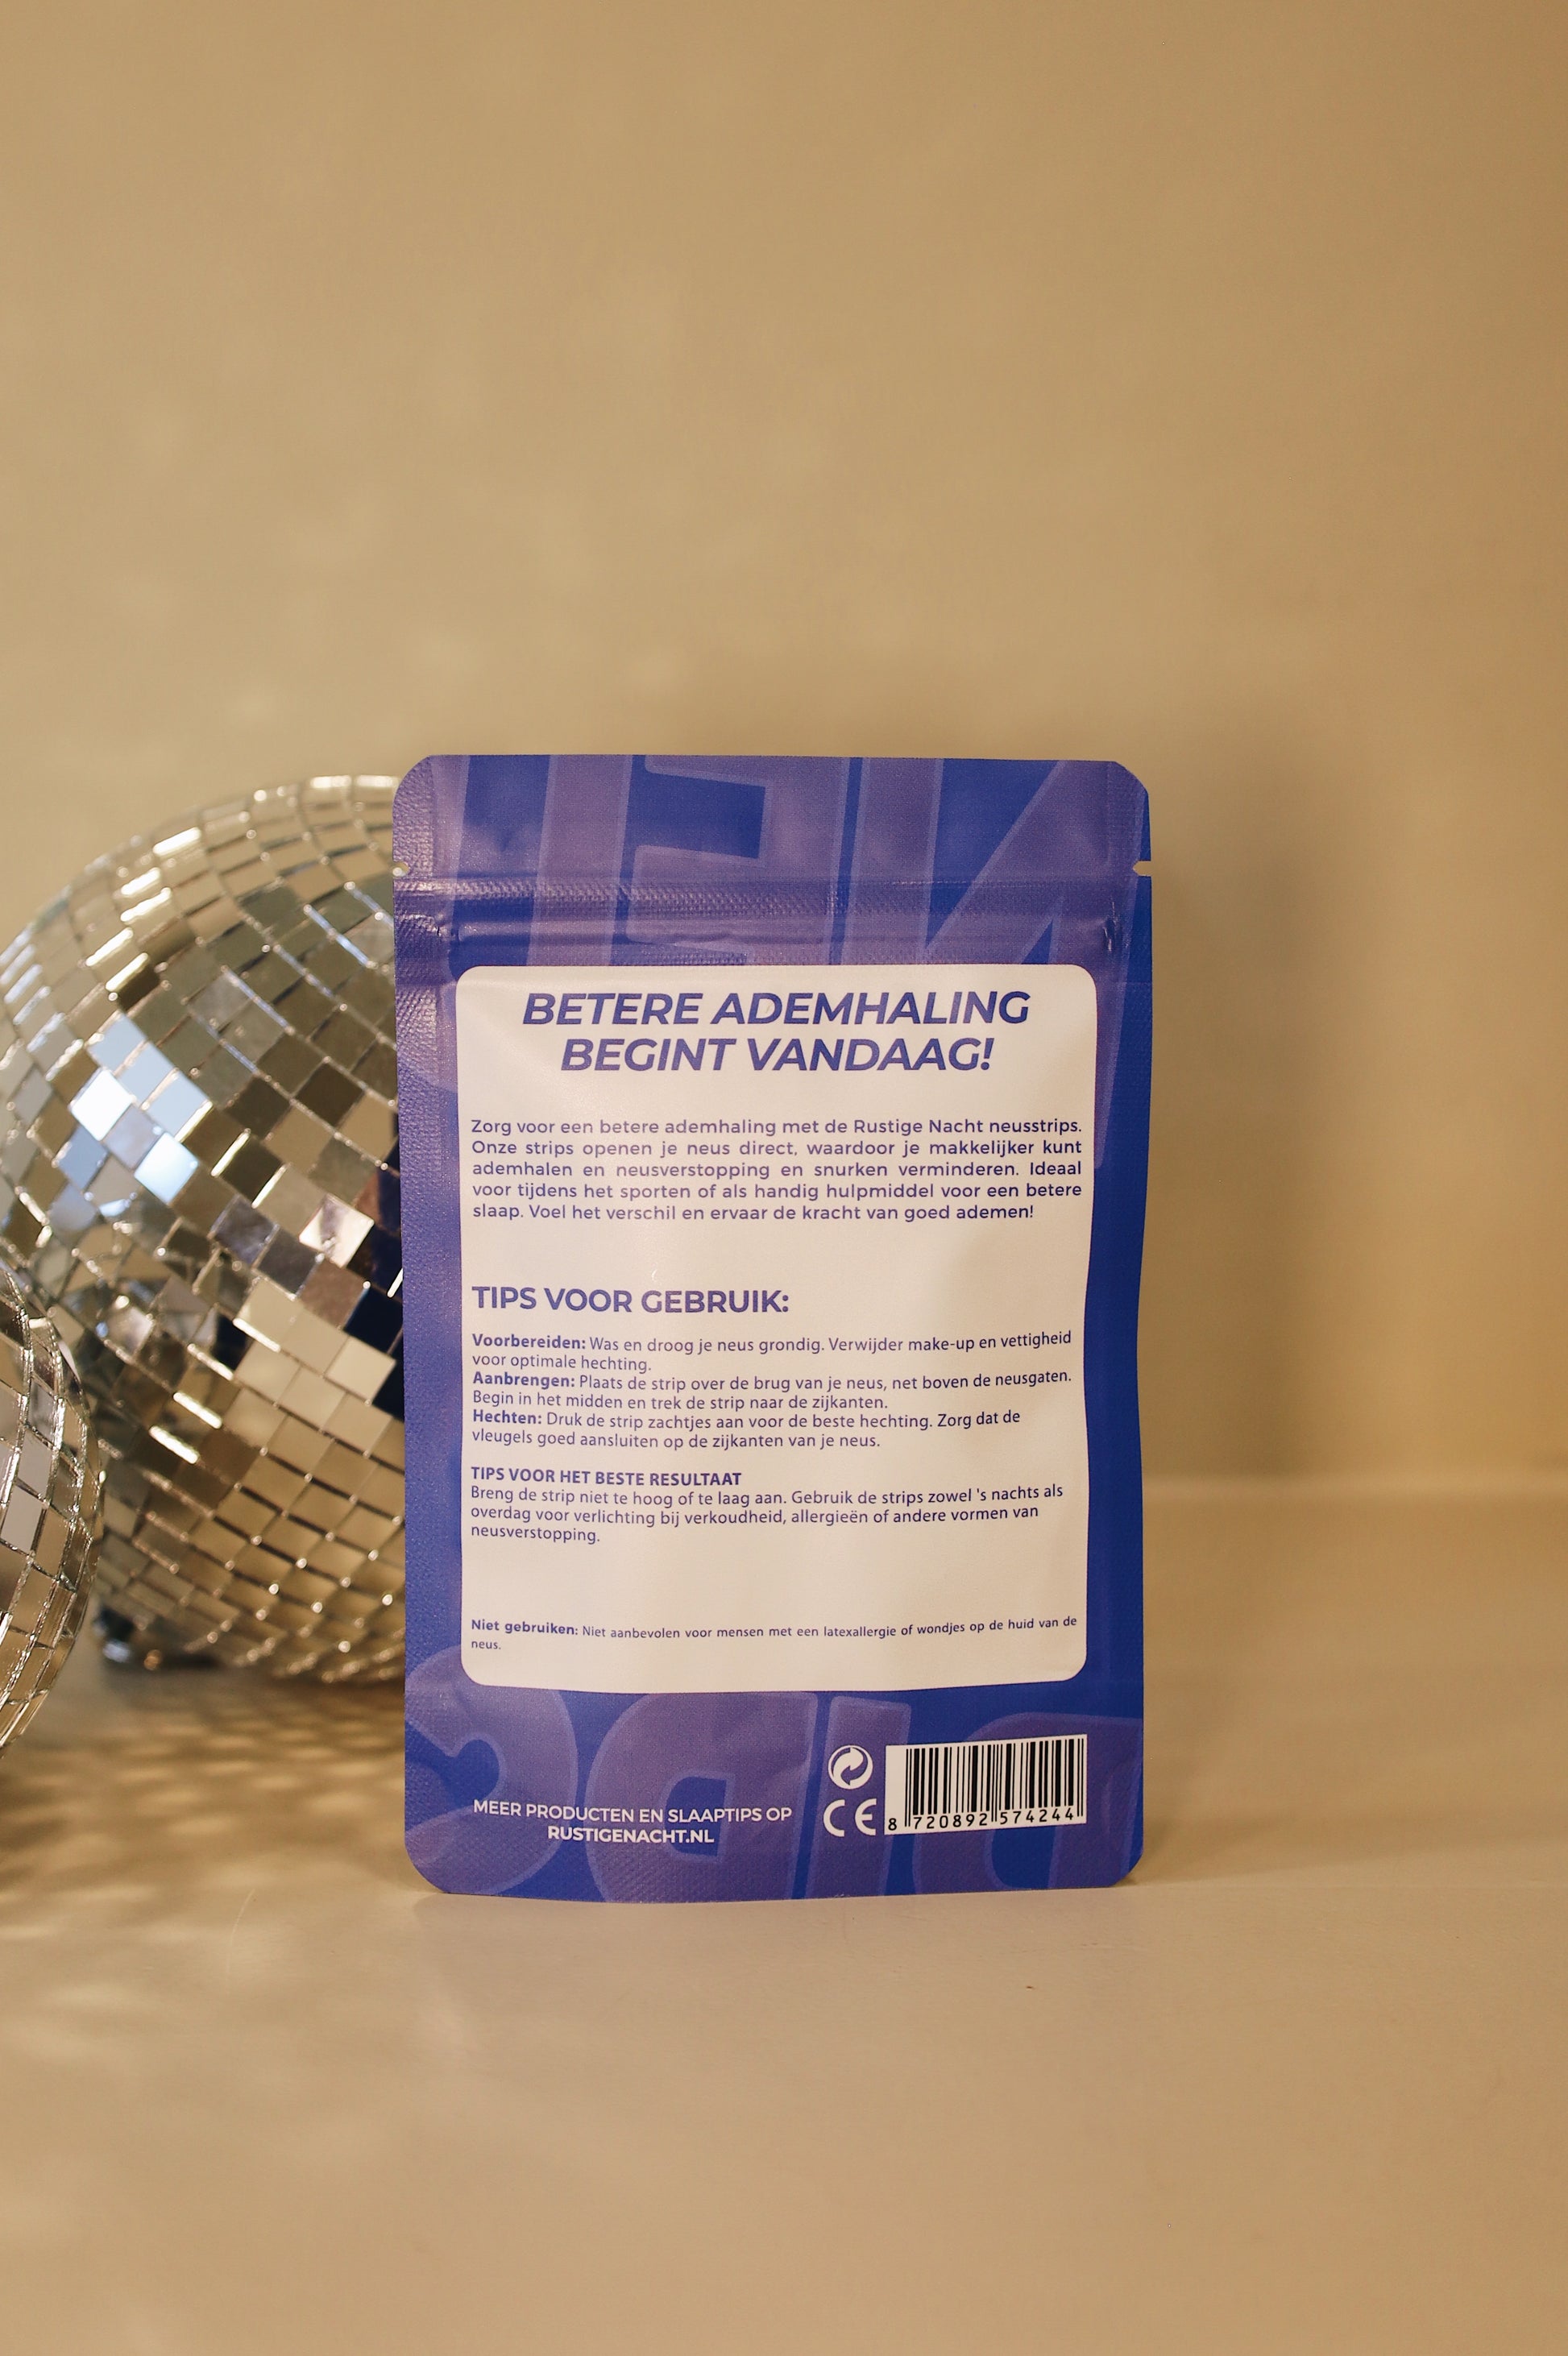 BETERE ADEMHALING
BEGINT VANDAAG!
Zorg voor een betere ademhaling met de Rustige Nacht neusstrips.
Onze strips openen je neus direct, waardoor je makkelijker kunt
ademhalen en neusverstopping en snurken verminderen. Ideaal
voor tijdens het sporten of als handig hulpmiddel voor een betere
slaap. Voel het verschil en ervaar de kracht van goed ademen!
TIPS VOOR GEBRUIK:
Voorbereiden: Was en droog je neus grondig. Verwijder make-up en vettigheid
voor optimale hechting.
Aanbrengen: Plaats de strip over de brug van je neus, net boven de neusgaten.
Begin in het midden en trek de strip naar de zijkanten.
Hechten: Druk de strip zachtjes aan voor de beste hechting. Zorg dat de
vleugels goed aansluiten op de zijkanten van je neus.
TIPS VOOR HET BESTE RESULTAAT
Breng de strip niet te hoog of te laag aan. Gebruik de strips zowel 's nachts als
overdag voor verlichting bij verkoudheid, allergieën of andere vormen van
neusverstopping.
Niet gebruiken: Niet aanbevolen voor mensen met een latexallergie of wondjes op de huid van de
neus.
MEER PRODUCTEN EN SLAAPTIPS OP
RUSTIGENACHT.NL
CE
8 720892 574244